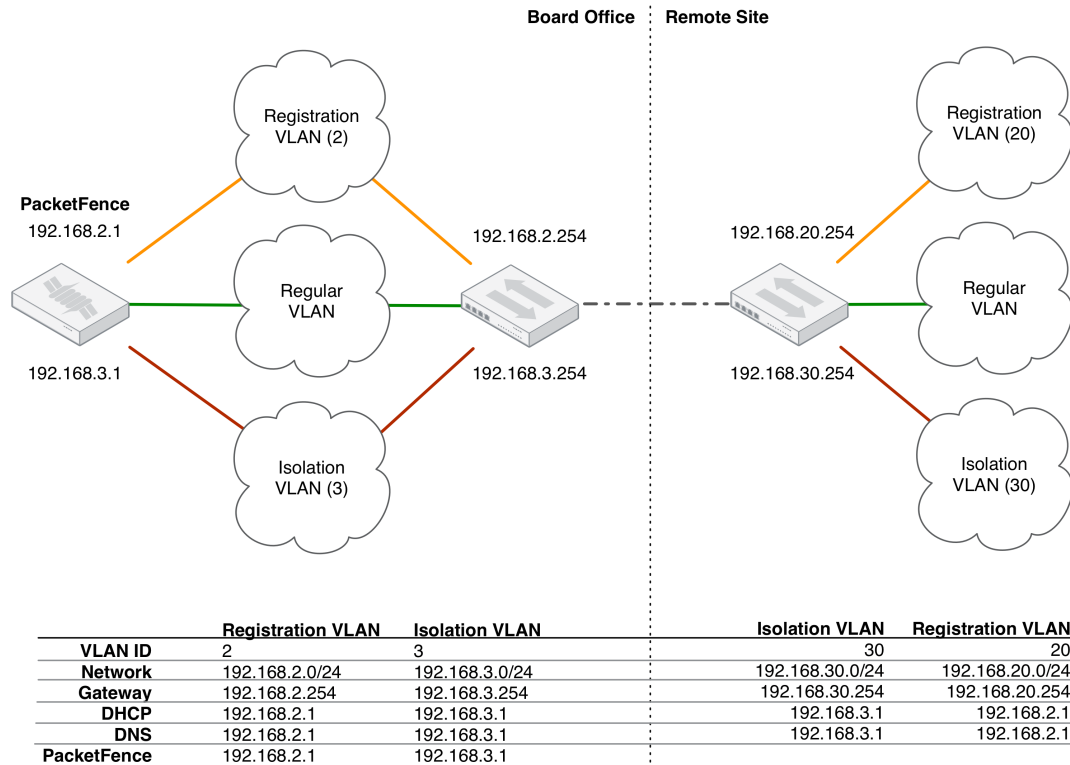 Board Office Remote Site
Registration
VLAN (2)
Registration
VLAN (20)
PacketFence
192.168.2.1
192.168.2.254
192.168.20.254
Regular
VLAN
Regular
VLAN
192.168.3.1
192.168.3.254
192.168.30.254
Isolation
VLAN (3)
Isolation
VLAN (30)
Registration VLAN Isolation VLAN Isolation VLAN Registration VLAN
VLAN ID 2 3 30 20
Network 192.168.2.0/24 192.168.3.0/24 192.168.30.0/24 192.168.20.0/24
Gateway 192.168.2.254 192.168.3.254 192.168.30.254 192.168.20.254
DHCP 192.168.2.1 192.168.3.1 192.168.3.1 192.168.2.1
DNS 192.168.2.1 192.168.3.1 192.168.3.1 192.168.2.1
PacketFence 192.168.2.1 192.168.3.1